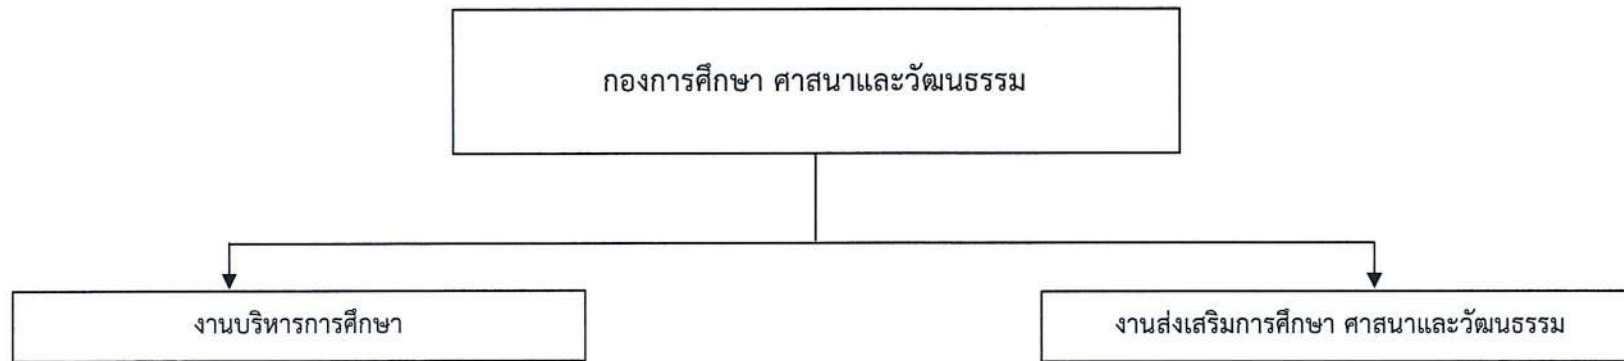 กองการศึกษา ศาสนาและวัฒนธรรม
งานบริหารการศึกษา
งานส่งเสริมการศึกษา ศาสนาและวัฒนธรรม